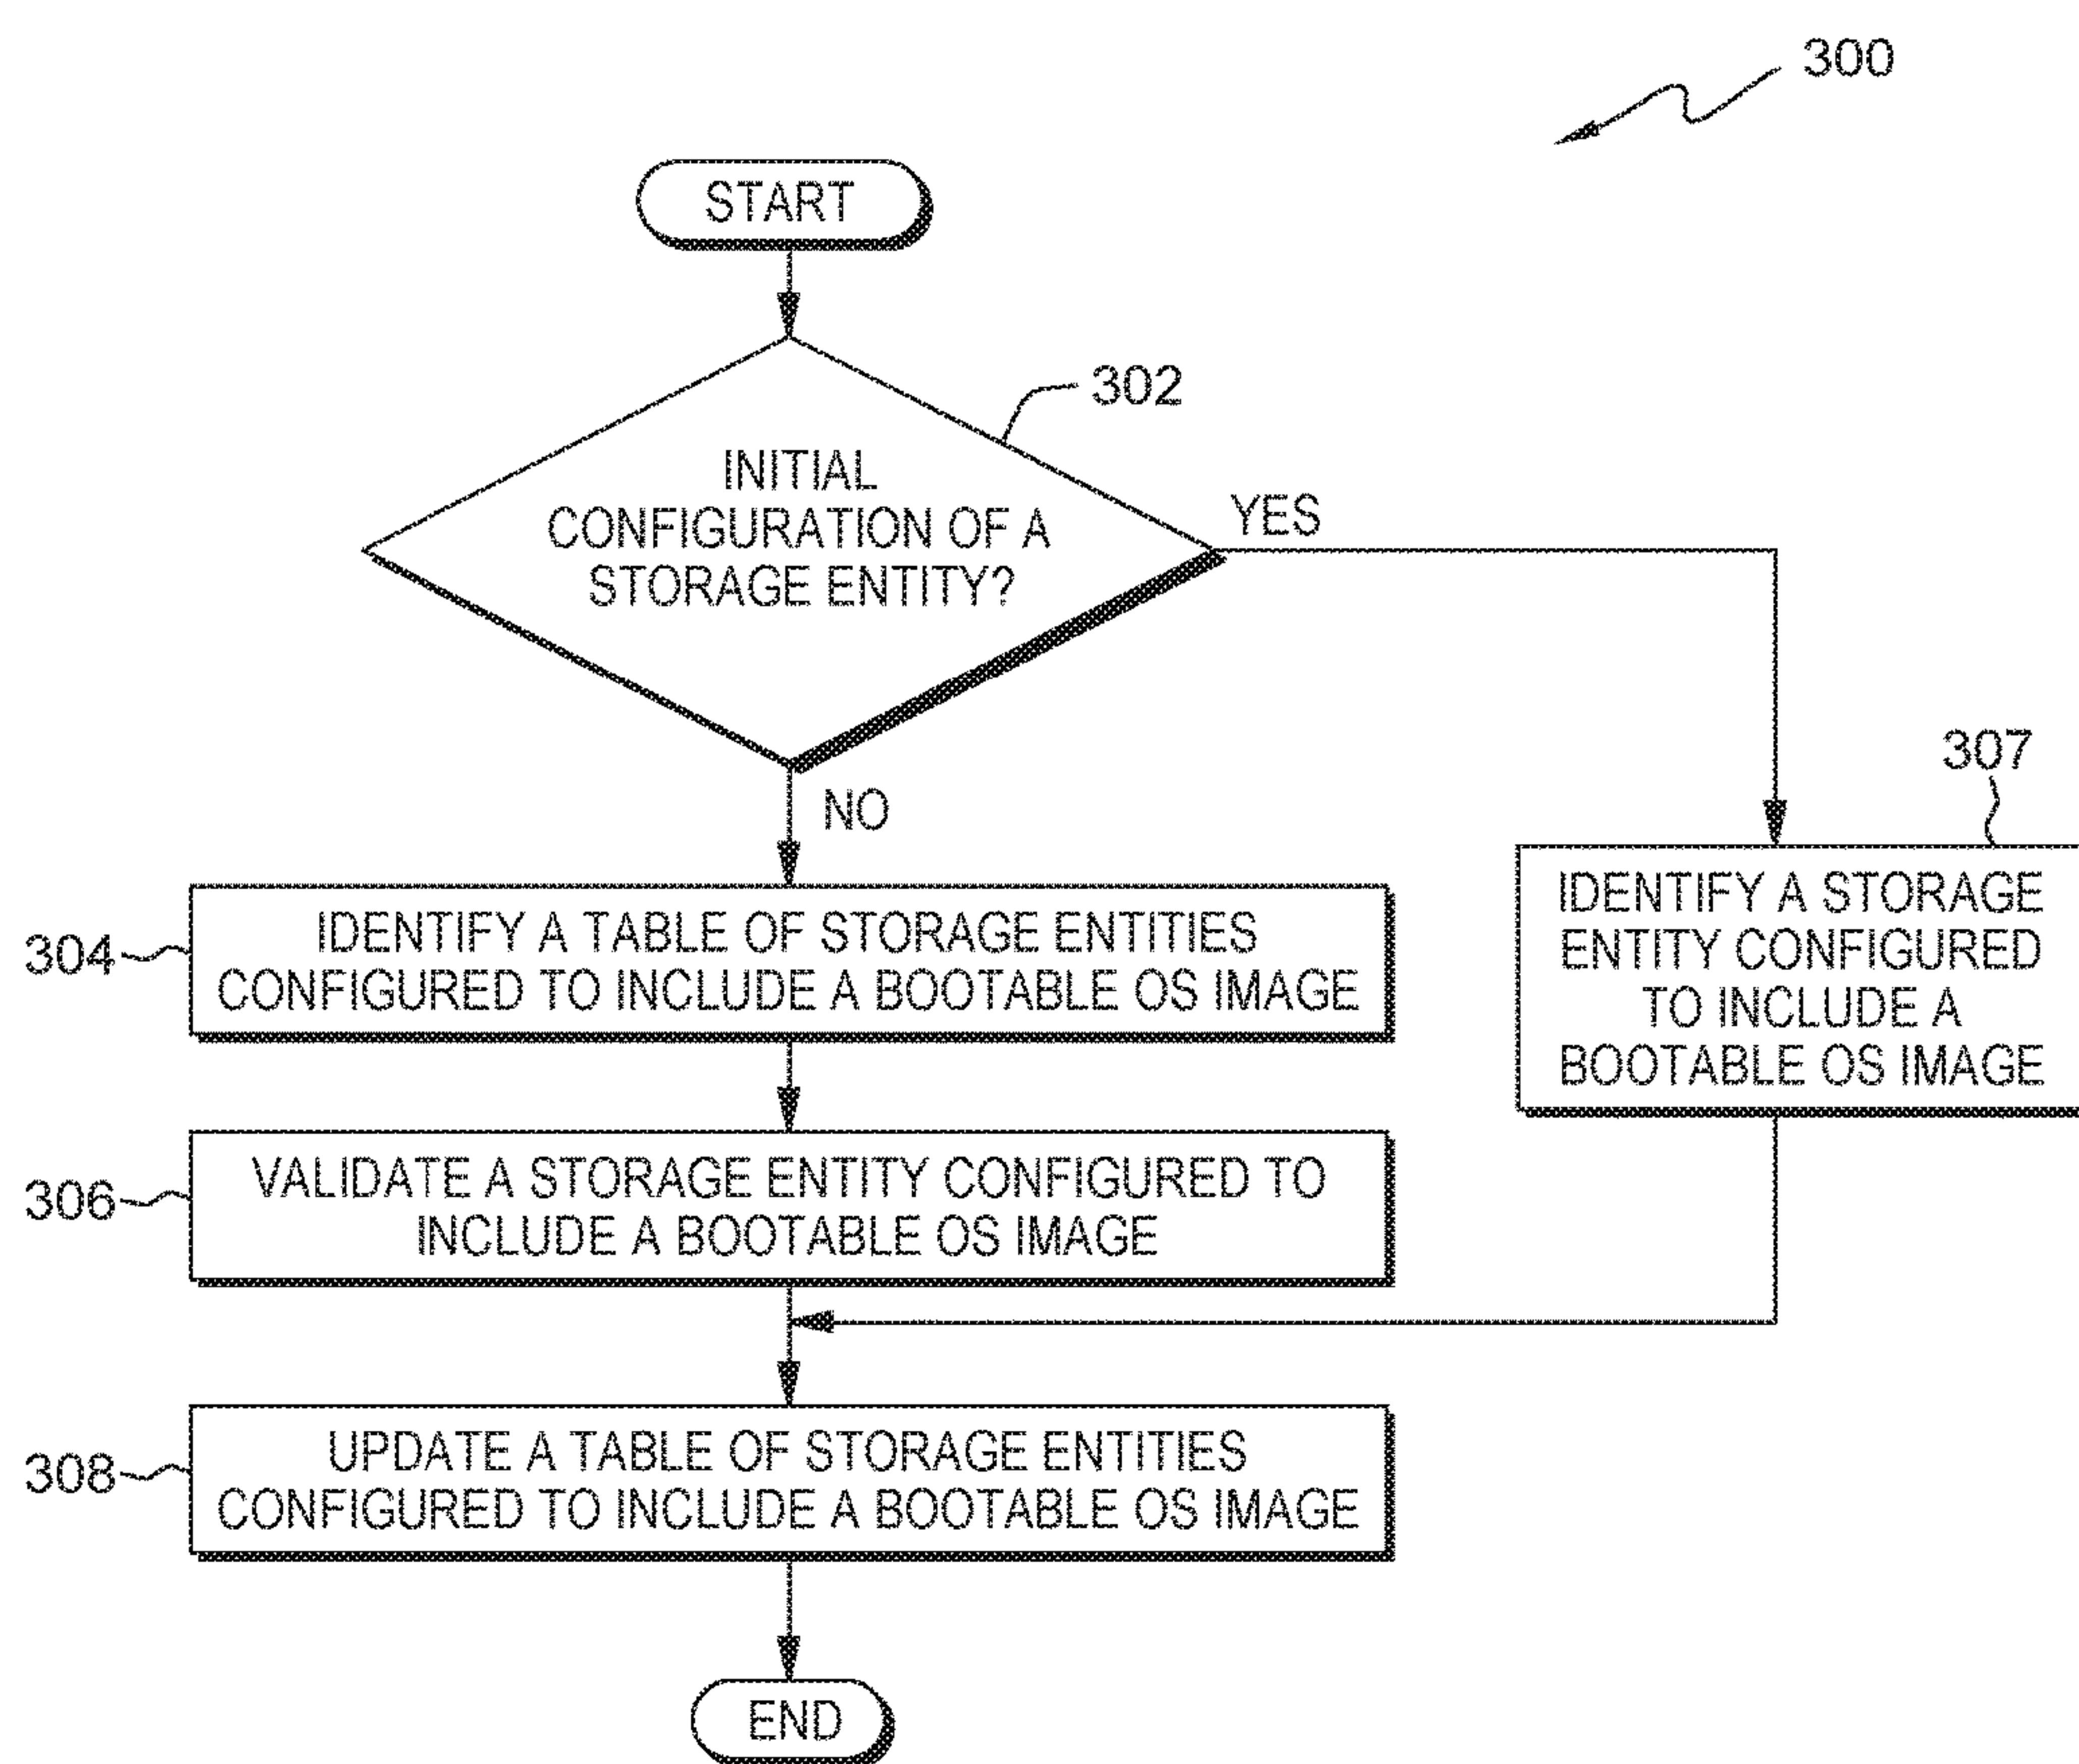 300
START
302
INITIAL
CONFIGURATION OF A
STORAGE ENTITY?
YES
NO
307
IDENTIFY A STORAGE
ENTITY CONFIGURED
TO INCLUDE A
BOOTABLE OS IMAGE
304
IDENTIFY A TABLE OF STORAGE ENTITIES
CONFIGURED TO INCLUDE A BOOTABLE OS IMAGE
306
VALIDATE A STORAGE ENTITY CONFIGURED TO
INCLUDE A BOOTABLE OS IMAGE
308
UPDATE A TABLE OF STORAGE ENTITIES
CONFIGURED TO INCLUDE A BOOTABLE OS IMAGE
END